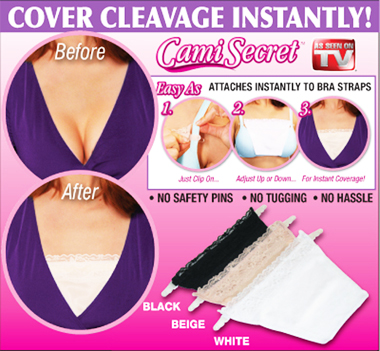 COVER CLEAVAGE INSTANTLY!
Before
Cami Secret™
AS SEEN ON
TV
Easy As
ATTACHES INSTANTLY TO BRA STRAPS
1.
2.
3.
Just Clip On...
Adjust Up or Down...
For Instant Coverage!
After
• NO SAFETY PINS • NO TUGGING • NO HASSLE
BLACK
BEIGE
WHITE